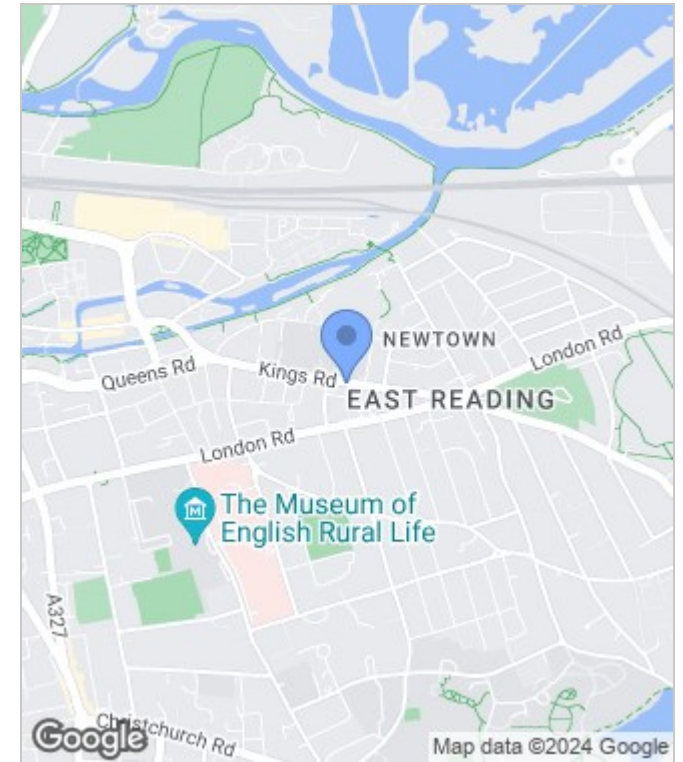 NEWTOWN
London Rd
Queens Rd
Kings Rd
EAST READING
London Rd
The Museum of
English Rural Life
A327
Christchurch Rd
Google
Map data ©2024 Google